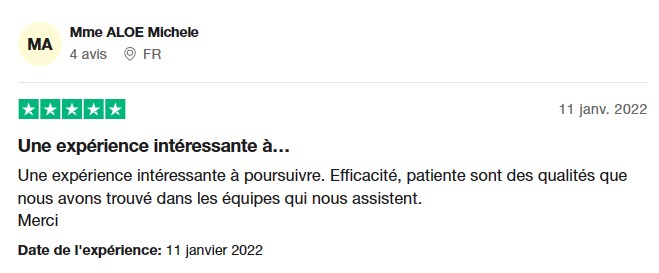 MA
Mme ALOE Michele
4 avis FR
11 janv. 2022
Une expérience intéressante à…
Une expérience intéressante à poursuivre. Efficacité, patiente sont des qualités que
nous avons trouvé dans les équipes qui nous assistent.
Merci
Date de l'expérience: 11 janvier 2022